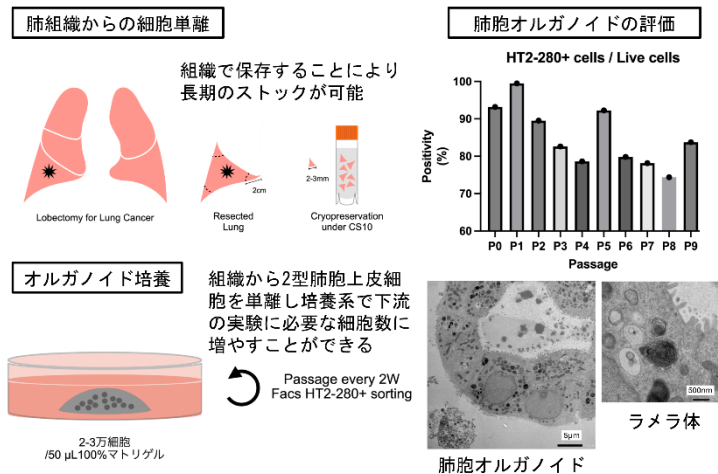 肺組織からの細胞単離
組織で保存することにより
長期のストックが可能
2cm
2-3mm
Lobectomy for Lung Cancer
Resected
Lung
Cryopreservation
under CS10
オルガノイド培養
組織から2型肺胞上皮細
胞を単離し培養系で下流
の実験に必要な細胞数に
増やすことができる
Passage every 2W
Facs HT2-280+ sorting
2-3万細胞
/50 μL100%マトリゲル
肺胞オルガノイドの評価
HT2-280+ cells / Live cells
Positivity
(%)
100
90
80
70
60
P0 P1 P2 P3 P4 P5 P6 P7 P8 P9
Passage
5μm
500nm
肺胞オルガノイド
ラメラ体